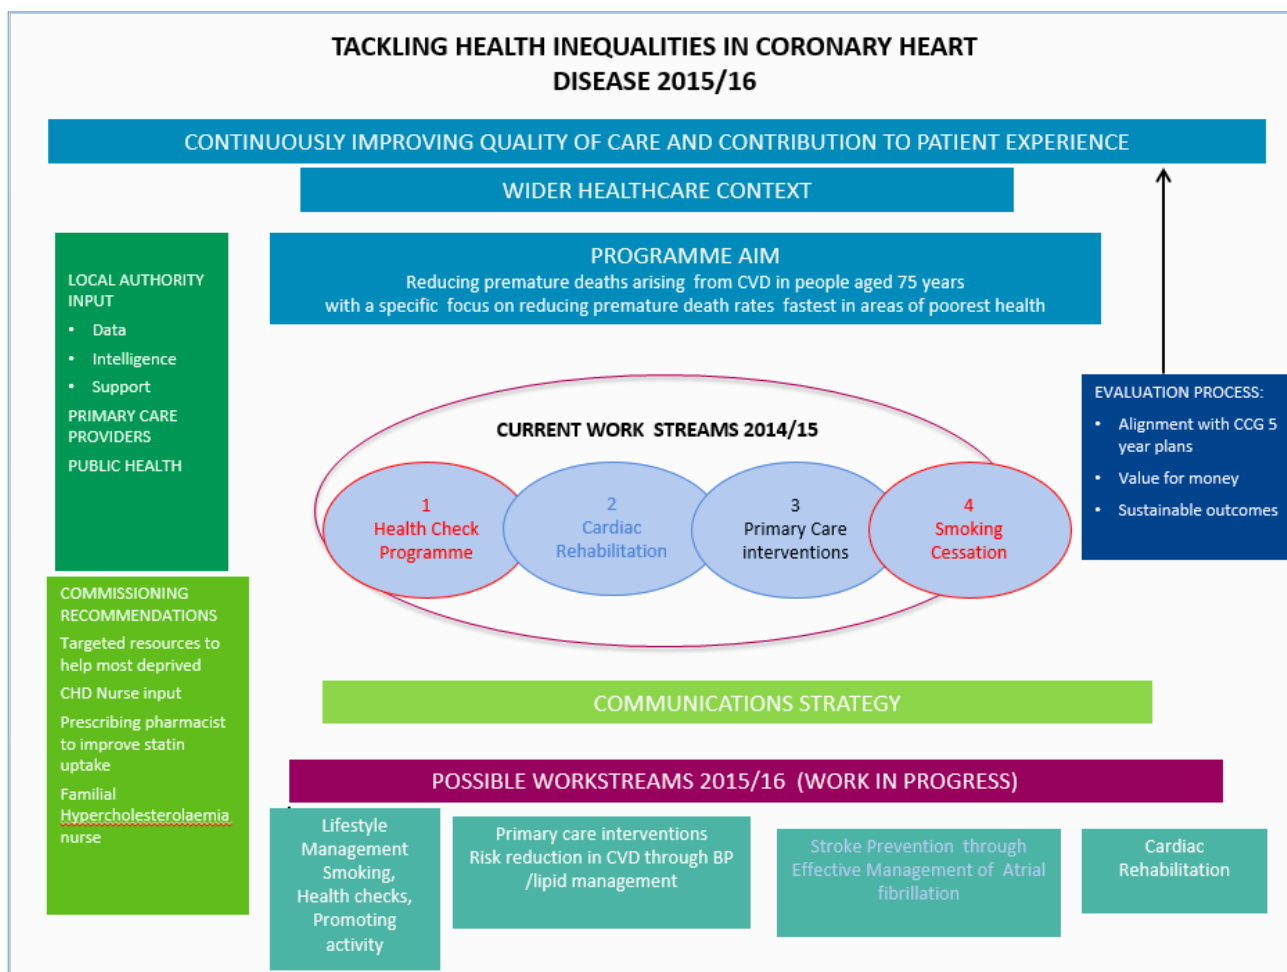 TACKLING HEALTH INEQUALITIES IN CORONARY HEART
DISEASE 2015/16
CONTINUOUSLY IMPROVING QUALITY OF CARE AND CONTRIBUTION TO PATIENT EXPERIENCE
WIDER HEALTHCARE CONTEXT
LOCAL AUTHORITY
INPUT
• Data
• Intelligence
• Support
PRIMARY CARE
PROVIDERS
PUBLIC HEALTH
PROGRAMME AIM
Reducing premature deaths arising from CVD in people aged 75 years
with a specific focus on reducing premature death rates fastest in areas of poorest health
EVALUATION PROCESS:
• Alignment with CCG 5
year plans
• Value for money
• Sustainable outcomes
CURRENT WORK STREAMS 2014/15
1
Health Check
Programme
2
Cardiac
Rehabilitation
3
Primary Care
interventions
4
Smoking
Cessation
COMMISSIONING
RECOMMENDATIONS
Targeted resources to
help most deprived
CHD Nurse input
Prescribing pharmacist
to improve statin
uptake
Familial
Hypercholesterolaemia
nurse
COMMUNICATIONS STRATEGY
POSSIBLE WORKSTREAMS 2015/16 (WORK IN PROGRESS)
Lifestyle
Management
Smoking,
Health checks,
Promoting
activity
Primary care interventions
Risk reduction in CVD through BP
/lipid management
Stroke Prevention through
Effective Management of Atrial
fibrillation
Cardiac
Rehabilitation